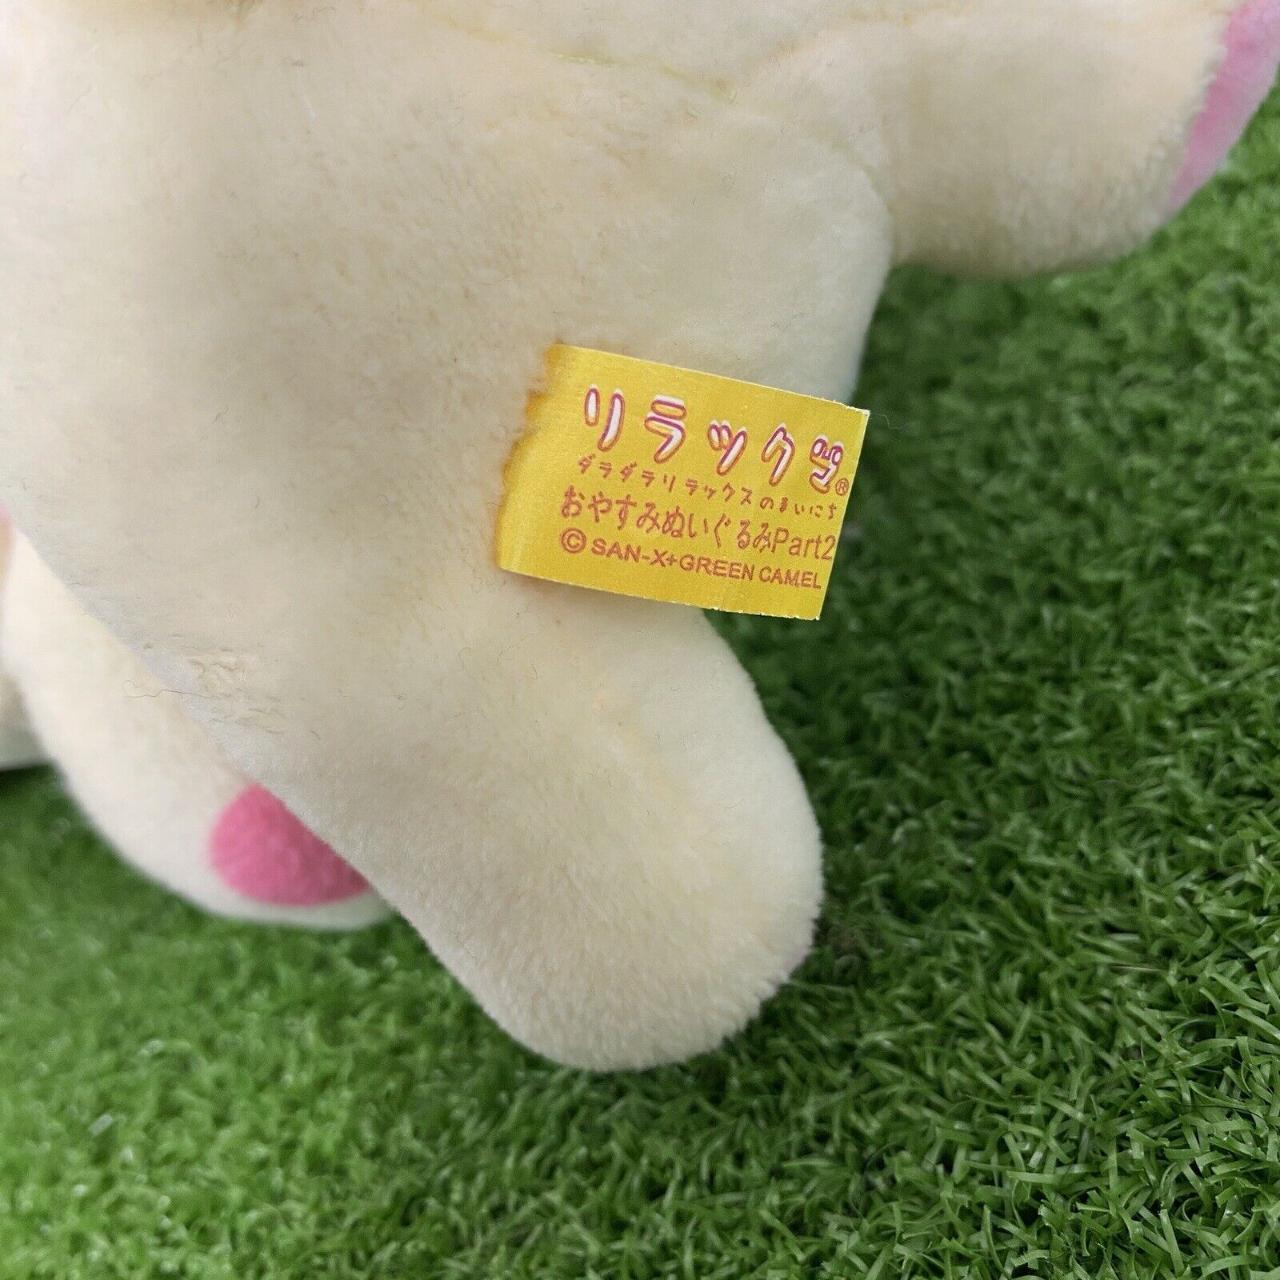 リラックマ®
ダラダラリラックスのまいにち
おやすみぬいぐるみPart2
©SAN-X+GREEN CAMEL